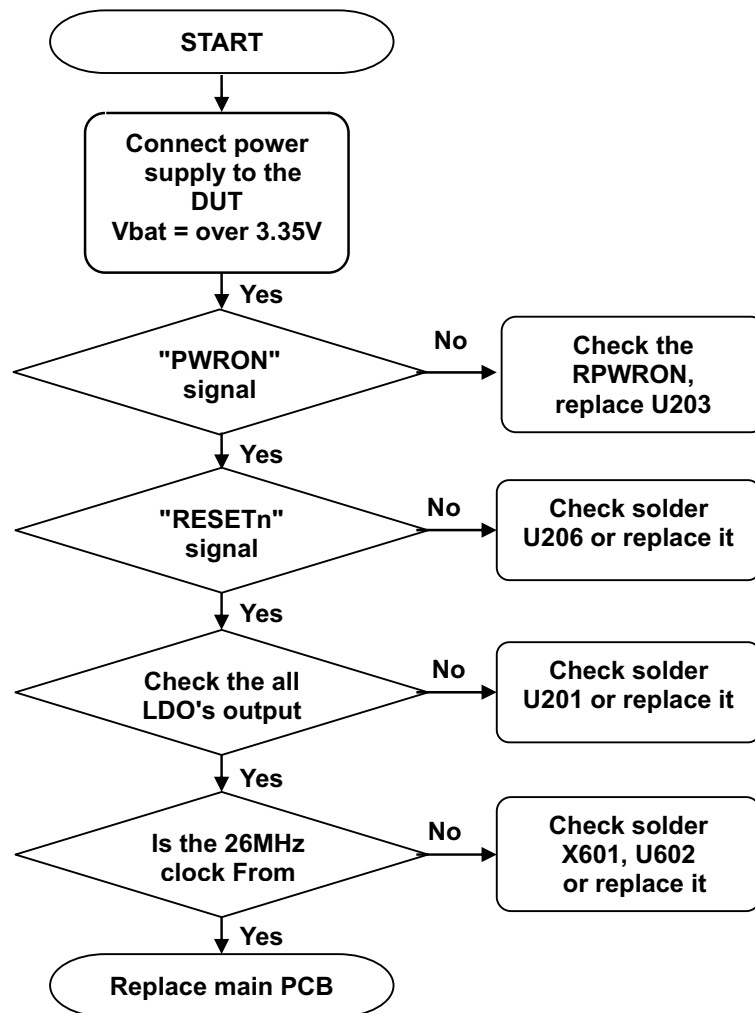 START
Connect power
supply to the
DUT
Vbat = over 3.35V
Yes
"PWRON"
signal
No
Check the
RPWRON,
replace U203
Yes
"RESETn"
signal
No
Check solder
U206 or replace it
Yes
Check the all
LDO's output
No
Check solder
U201 or replace it
Yes
Is the 26MHz
clock From
No
Check solder
X601, U602
or replace it
Yes
Replace main PCB